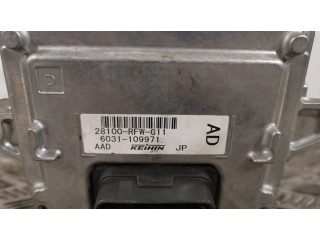 28100-RFW-G11
6031-109971
AAD KEIHIN JP
AD